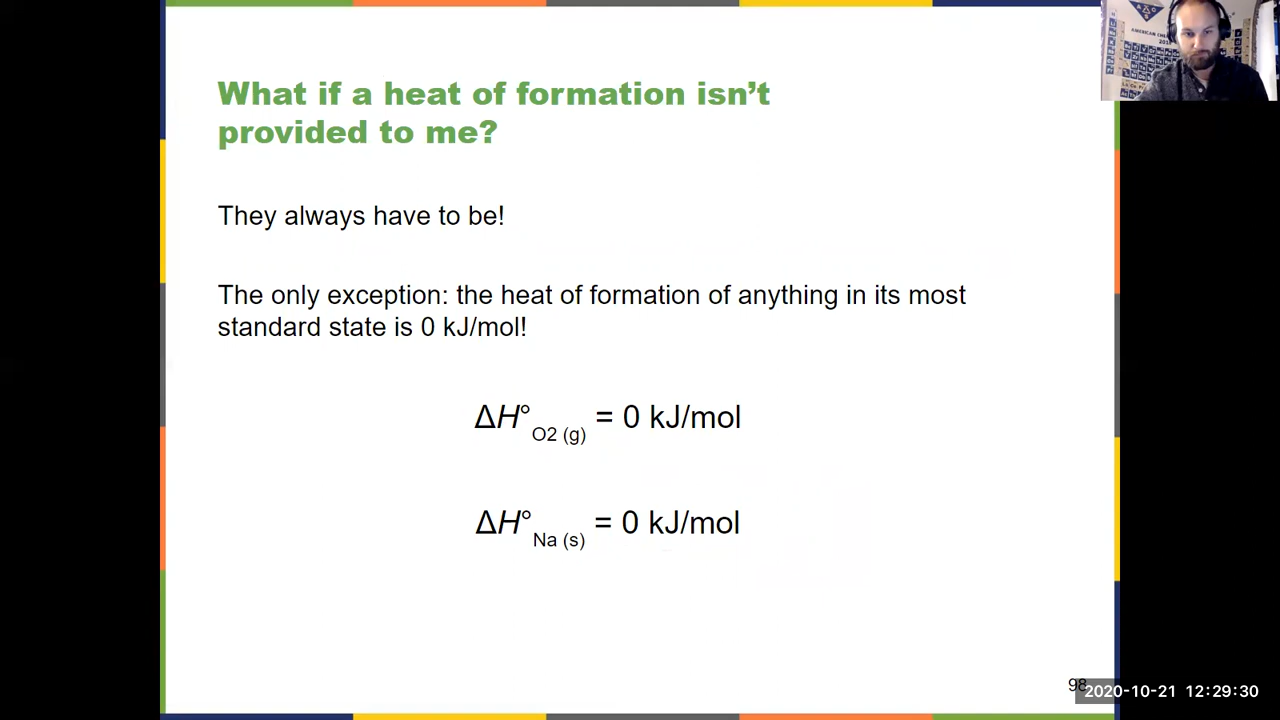 AMERICAN CHE
What if a heat of formation isn't
provided to me?
They always have to be!
The only exception: the heat of formation of anything in its most
standard state is 0 kJ/mol!
ΔH° O2 (g) = 0 kJ/mol
ΔH° Na (s) = 0 kJ/mol
98
2020-10-21 12:29:30